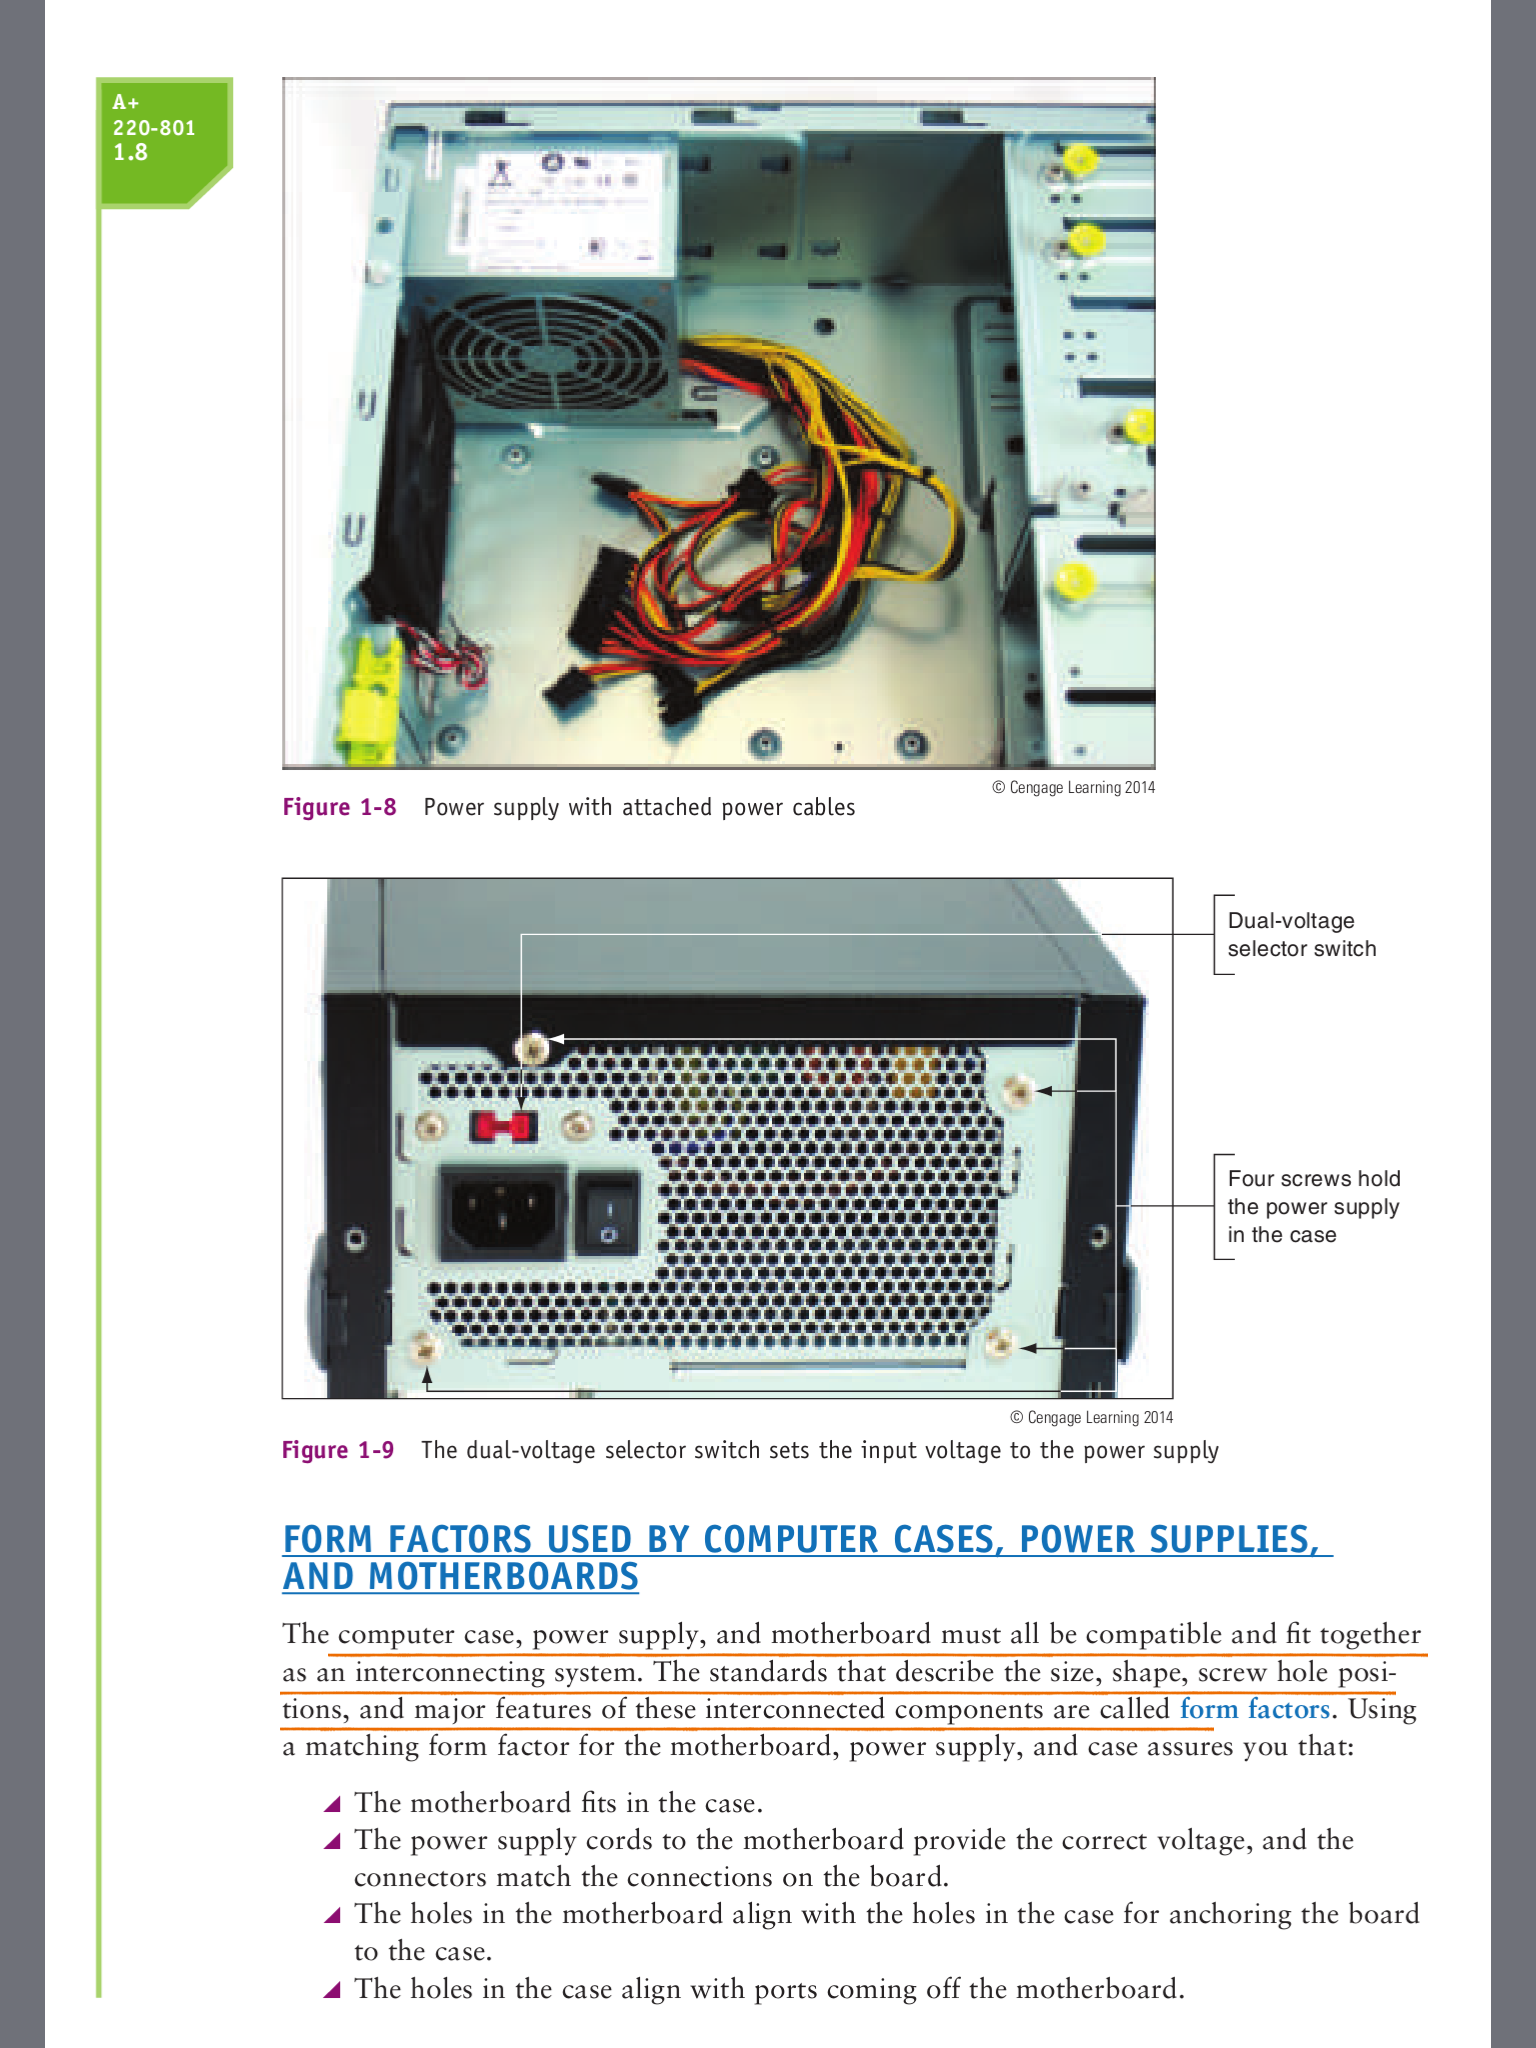 A+
220-801
1.8
© Cengage Learning 2014
Figure 1-8 Power supply with attached power cables
Dual-voltage
selector switch
Four screws hold
the power supply
in the case
© Cengage Learning 2014
Figure 1-9 The dual-voltage selector switch sets the input voltage to the power supply
FORM FACTORS USED BY COMPUTER CASES, POWER SUPPLIES,
AND MOTHERBOARDS
The computer case, power supply, and motherboard must all be compatible and fit together
as an interconnecting system. The standards that describe the size, shape, screw hole posi-
tions, and major features of these interconnected components are called form factors. Using
a matching form factor for the motherboard, power supply, and case assures you that:
The motherboard fits in the case.
The power supply cords to the motherboard provide the correct voltage, and the
connectors match the connections on the board.
The holes in the motherboard align with the holes in the case for anchoring the board
to the case.
The holes in the case align with ports coming off the motherboard.